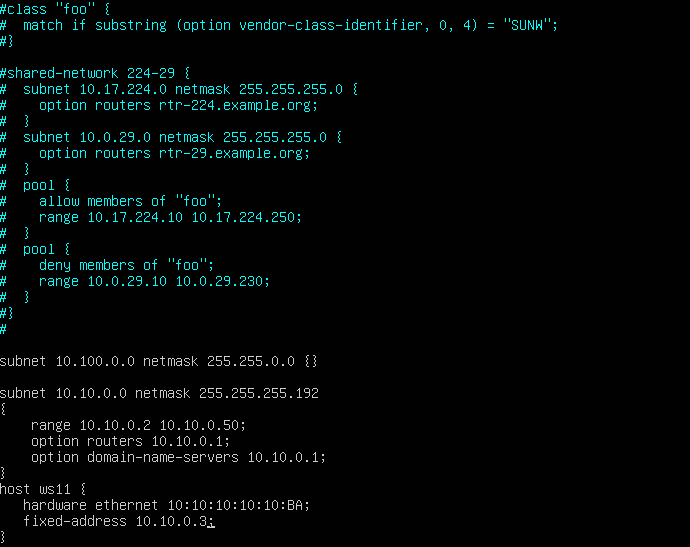 #class "foo" {
#  match if substring (option vendor-class-identifier, 0, 4) = "SUNW";
#}

#shared-network 224-29 {
#  subnet 10.17.224.0 netmask 255.255.255.0 {
#    option routers rtr-224.example.org;
#  }
#  subnet 10.0.29.0 netmask 255.255.255.0 {
#    option routers rtr-29.example.org;
#  }
#  pool {
#    allow members of "foo";
#    range 10.17.224.10 10.17.224.250;
#  }
#  pool {
#    deny members of "foo";
#    range 10.0.29.10 10.0.29.230;
#  }
#}
#

subnet 10.100.0.0 netmask 255.255.0.0 {}

subnet 10.10.0.0 netmask 255.255.255.192
{
    range 10.10.0.2 10.10.0.50;
    option routers 10.10.0.1;
    option domain-name-servers 10.10.0.1;
}
host ws11 {
   hardware ethernet 10:10:10:10:10:BA;
   fixed-address 10.10.0.3;
}